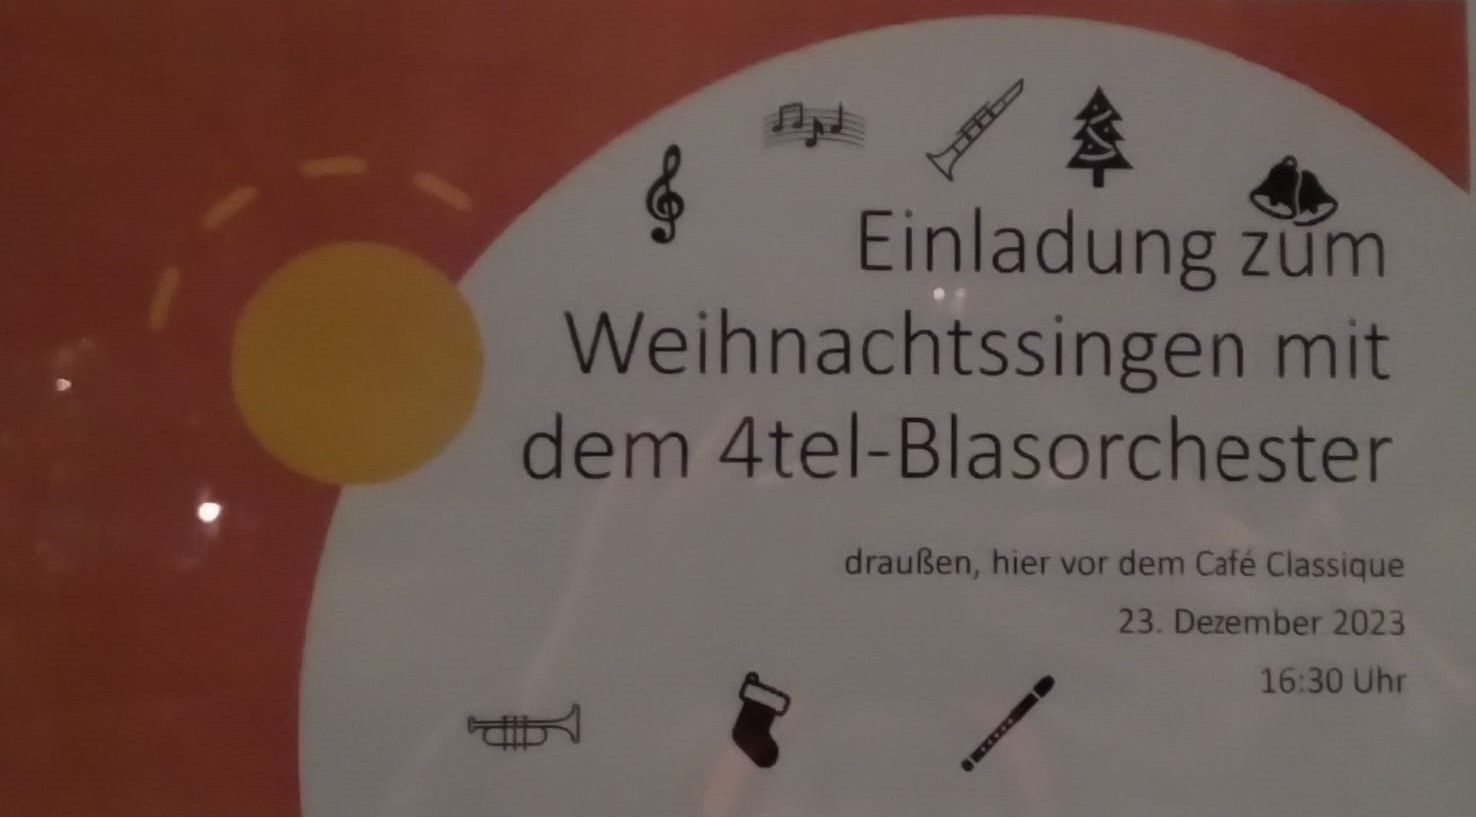 Einladung zum
Weihnachtssingen mit
dem 4tel-Blasorchester
draußen, hier vor dem Café Classique
23. Dezember 2023
16:30 Uhr